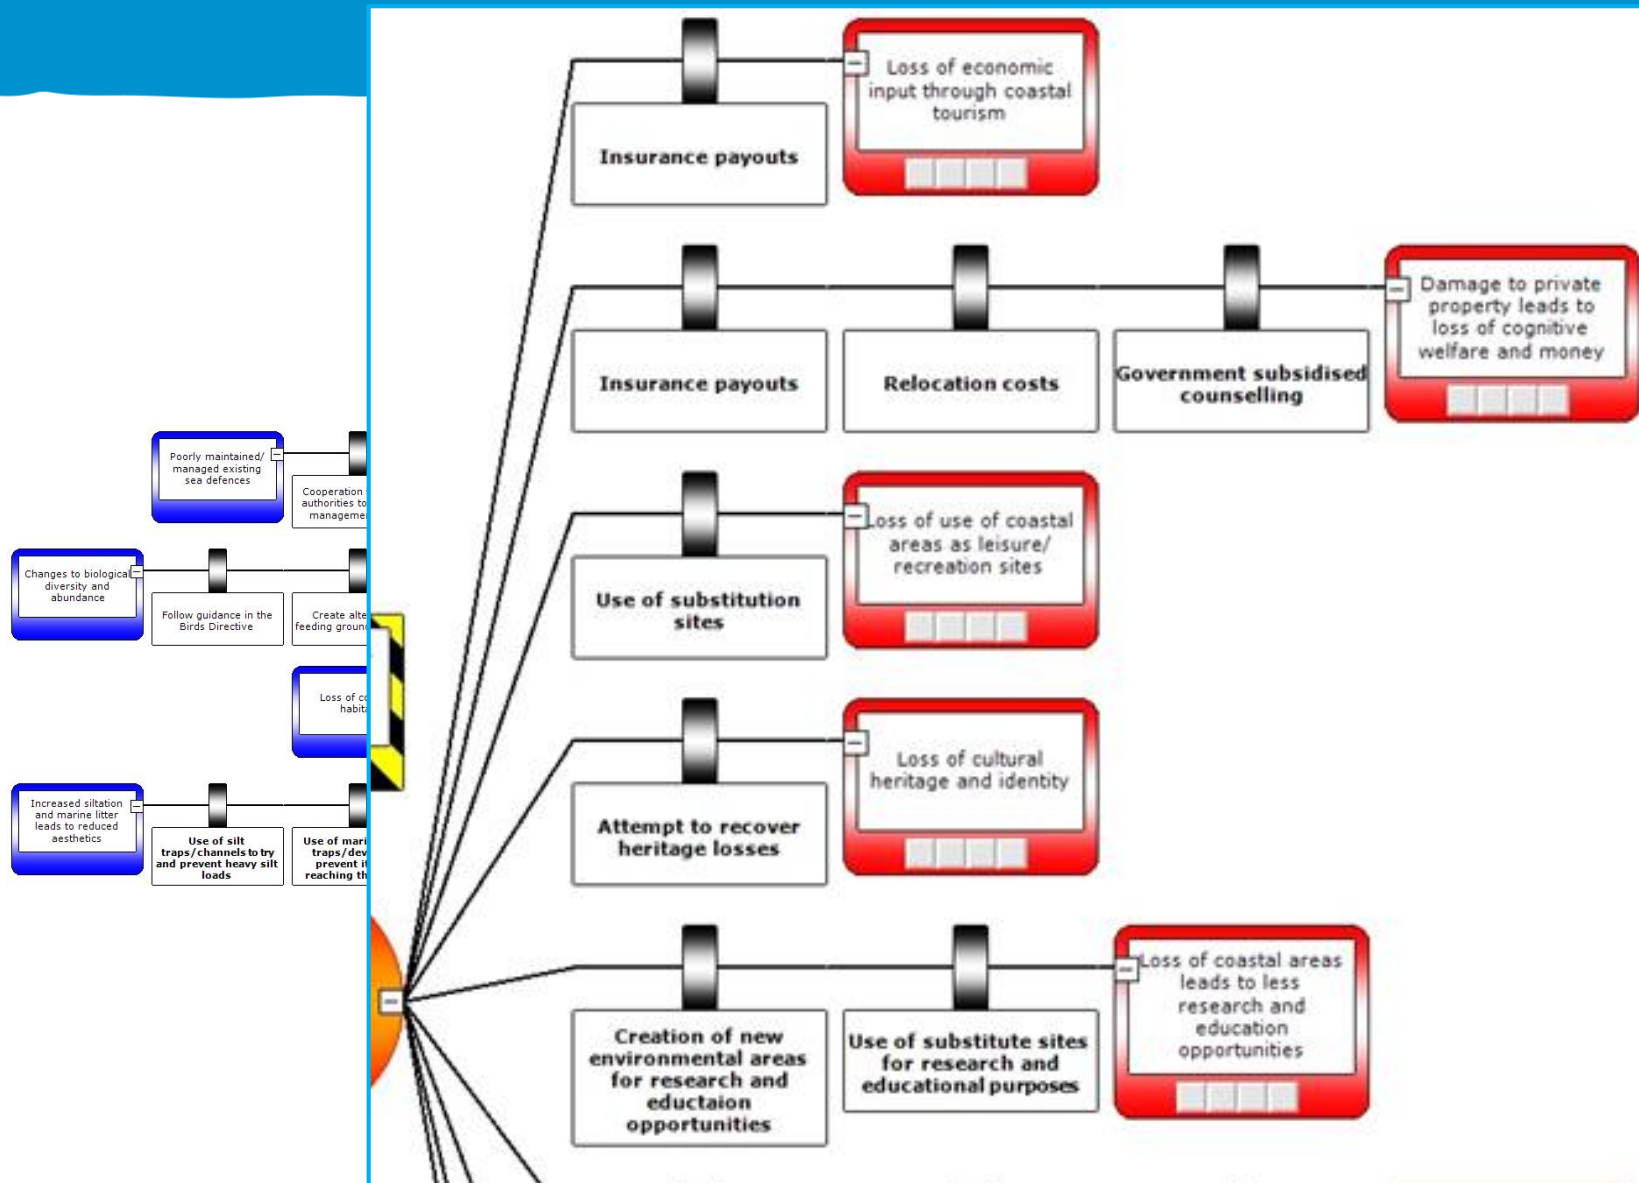 Poorly maintained/
managed existing
sea defences
Cooperation
authorities to
Changes to biological
diversity and
abundance
Follow guidance in the
Birds Directive
Create
feeding
Loss of
Increased siltation
and marine litter
leads to reduced
aesthetics
Use of silt
traps/channels to try
and prevent heavy silt
loads
Use of
prevent
reaching
Insurance payouts
Loss of economic
input through coastal
tourism
Insurance payouts
Relocation costs
Government subsidised
counselling
Damage to private
property leads to
loss of cognitive
welfare and money
Use of substitution
sites
Loss of use of coastal
areas as leisure/
recreation sites
Attempt to recover
heritage losses
Loss of cultural
heritage and identity
Creation of new
environmental areas
for research and
eductaion
opportunities
Use of substitute sites
for research and
educational purposes
Loss of coastal areas
leads to less
research and
education
opportunities